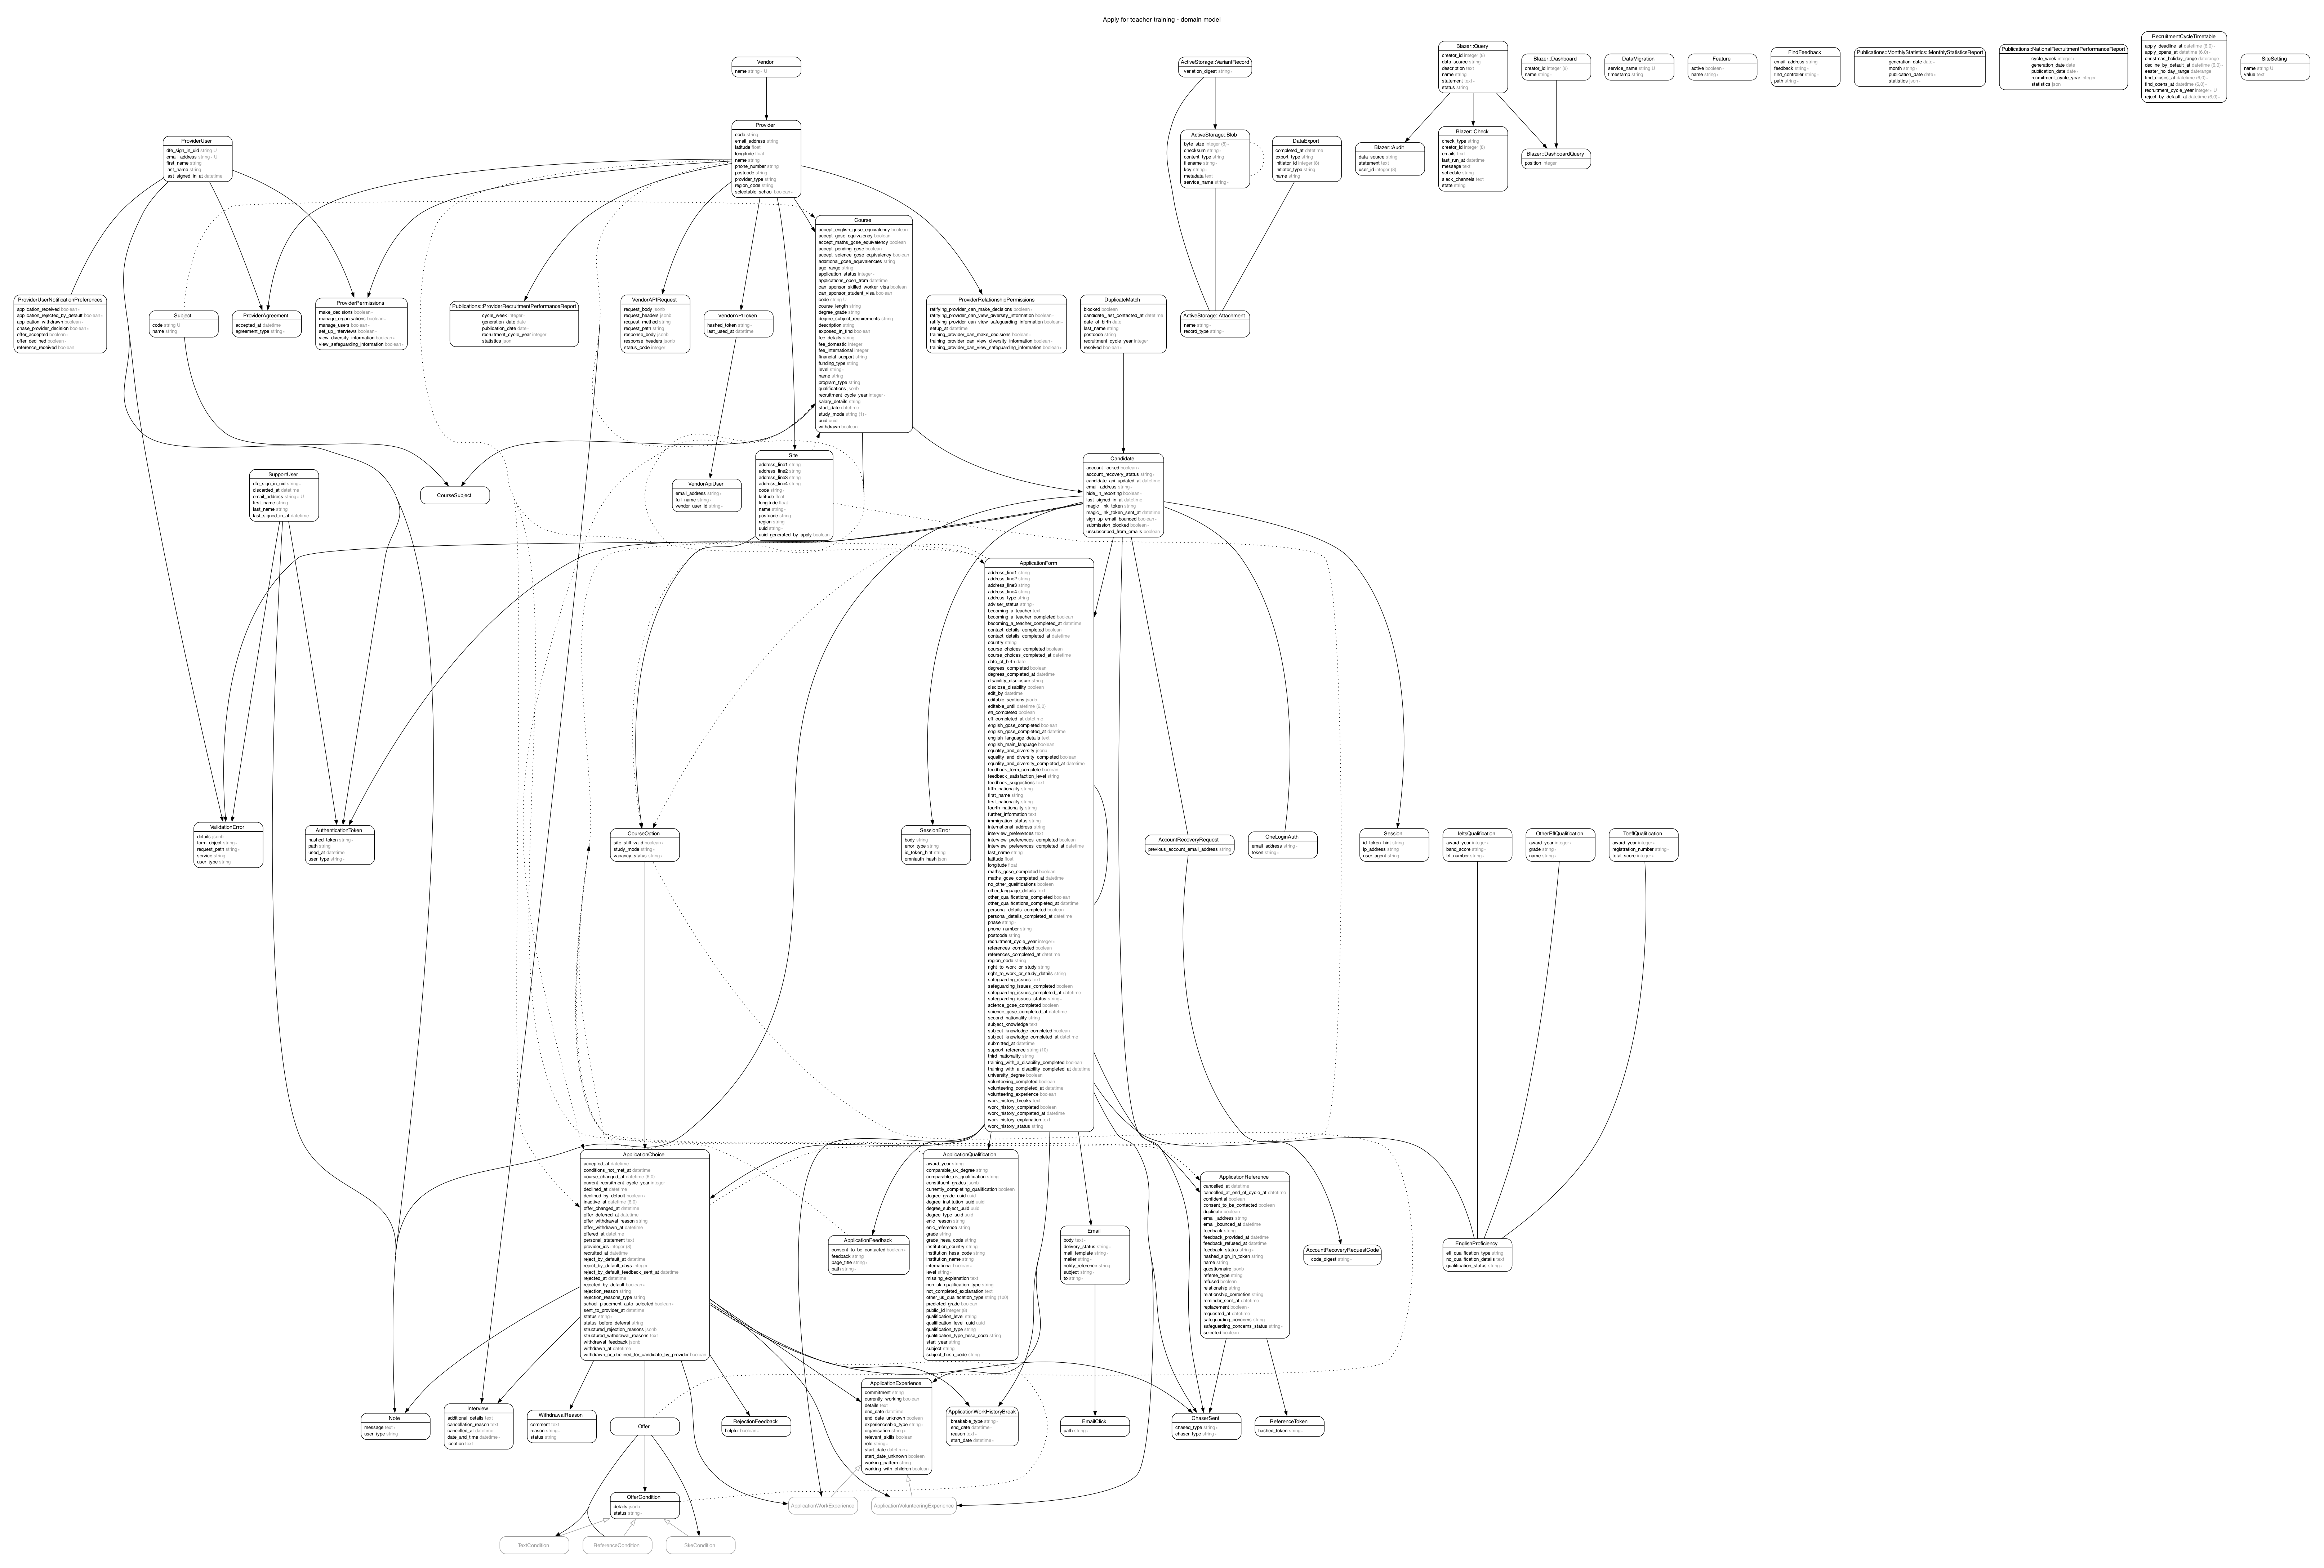 Apply for teacher training - domain model
Vendor
name string ∗ U
ActiveStorage::VariantRecord
variation_digest string ∗
Blazer::Query
creator_id integer (8)
data_source string
description text
name string
statement text ∗
status string
Blazer::Dashboard
creator_id integer (8)
name string ∗
DataMigration
service_name string U
timestamp string
Feature
active boolean ∗
name string ∗
FindFeedback
email_address string
feedback string ∗
find_controller string ∗
path string ∗
Publications::MonthlyStatistics::MonthlyStatisticsReport
generation_date date ∗
month string ∗
publication_date date ∗
statistics json ∗
Publications::NationalRecruitmentPerformanceReport
cycle_week integer ∗
generation_date date
publication_date date ∗
recruitment_cycle_year integer
statistics json
RecruitmentCycleTimetable
apply_deadline_at datetime (6,0) ∗
apply_opens_at datetime (6,0) ∗
christmas_holiday_range daterange
decline_by_default_at datetime (6,0) ∗
easter_holiday_range daterange
find_closes_at datetime (6,0) ∗
find_opens_at datetime (6,0) ∗
recruitment_cycle_year integer ∗ U
reject_by_default_at datetime (6,0) ∗
SiteSetting
name string U
value text
ProviderUser
dfe_sign_in_uid string U
email_address string ∗ U
first_name string
last_name string
last_signed_in_at datetime
Provider
code string
email_address string
latitude float
longitude float
name string
phone_number string
postcode string
provider_type string
region_code string
selectable_school boolean ∗
ActiveStorage::Blob
byte_size integer (8) ∗
checksum string ∗
content_type string
filename string ∗
key string ∗
metadata text
service_name string ∗
DataExport
completed_at datetime
export_type string
initiator_id integer (8)
initiator_type string
name string
Blazer::Audit
data_source string
statement text
user_id integer (8)
Blazer::Check
check_type string
creator_id integer (8)
emails text
last_run_at datetime
message text
schedule string
slack_channels text
state string
Blazer::DashboardQuery
position integer
Course
accept_english_gcse_equivalency boolean
accept_gcse_equivalency boolean
accept_maths_gcse_equivalency boolean
accept_pending_gcse boolean
accept_science_gcse_equivalency boolean
additional_gcse_equivalencies string
age_range string
application_status integer ∗
applications_open_from datetime
can_sponsor_skilled_worker_visa boolean
can_sponsor_student_visa boolean
code string U
course_length string
degree_grade string
degree_subject_requirements string
description string
exposed_in_find boolean
fee_details string
fee_domestic integer
fee_international integer
financial_support string
funding_type string
level string ∗
name string
program_type string
qualifications jsonb
recruitment_cycle_year integer ∗
salary_details string
start_date datetime
study_mode string (1) ∗
uuid uuid
withdrawn boolean
ProviderUserNotificationPreferences
application_received boolean ∗
application_rejected_by_default boolean ∗
application_withdrawn boolean ∗
chase_provider_decision boolean ∗
offer_accepted boolean ∗
offer_declined boolean ∗
reference_received boolean
Subject
code string U
name string
ProviderAgreement
accepted_at datetime
agreement_type string ∗
ProviderPermissions
make_decisions boolean ∗
manage_organisations boolean ∗
manage_users boolean ∗
set_up_interviews boolean ∗
view_diversity_information boolean ∗
view_safeguarding_information boolean ∗
Publications::ProviderRecruitmentPerformanceReport
cycle_week integer ∗
generation_date date
publication_date date ∗
recruitment_cycle_year integer
statistics json
VendorAPIRequest
request_body jsonb
request_headers jsonb
request_method string
request_path string
response_body jsonb
response_headers jsonb
status_code integer
VendorAPIToken
hashed_token string ∗
last_used_at datetime
ProviderRelationshipPermissions
ratifying_provider_can_make_decisions boolean ∗
ratifying_provider_can_view_diversity_information boolean ∗
ratifying_provider_can_view_safeguarding_information boolean ∗
setup_at datetime
training_provider_can_make_decisions boolean ∗
training_provider_can_view_diversity_information boolean ∗
training_provider_can_view_safeguarding_information boolean ∗
DuplicateMatch
blocked boolean
candidate_last_contacted_at datetime
date_of_birth date
last_name string
postcode string
recruitment_cycle_year integer
resolved boolean ∗
ActiveStorage::Attachment
name string ∗
record_type string ∗
SupportUser
dfe_sign_in_uid string ∗
discarded_at datetime
email_address string ∗ U
first_name string
last_name string
last_signed_in_at datetime
CourseSubject
VendorApiUser
email_address string ∗
full_name string ∗
vendor_user_id string ∗
Site
address_line1 string
address_line2 string
address_line3 string
address_line4 string
code string ∗
latitude float
longitude float
name string ∗
postcode string
region string
uuid string ∗
uuid_generated_by_apply boolean
Candidate
account_locked boolean ∗
account_recovery_status string ∗
candidate_api_updated_at datetime
email_address string ∗
hide_in_reporting boolean ∗
last_signed_in_at datetime
magic_link_token string
magic_link_token_sent_at datetime
sign_up_email_bounced boolean ∗
submission_blocked boolean ∗
unsubscribed_from_emails boolean
ApplicationForm
address_line1 string
address_line2 string
address_line3 string
address_line4 string
address_type string
adviser_status string ∗
becoming_a_teacher text
becoming_a_teacher_completed boolean
becoming_a_teacher_completed_at datetime
contact_details_completed boolean
contact_details_completed_at datetime
country string
course_choices_completed boolean
course_choices_completed_at datetime
date_of_birth date
degrees_completed boolean
degrees_completed_at datetime
disability_disclosure string
disclose_disability boolean
edit_by datetime
editable_sections jsonb
editable_until datetime (6,0)
efl_completed boolean
efl_completed_at datetime
english_gcse_completed boolean
english_gcse_completed_at datetime
english_language_details text
english_main_language boolean
equality_and_diversity jsonb
equality_and_diversity_completed boolean
equality_and_diversity_completed_at datetime
feedback_form_complete boolean
feedback_satisfaction_level string
feedback_suggestions text
fifth_nationality string
first_name string
first_nationality string
fourth_nationality string
further_information text
immigration_status string
international_address string
interview_preferences text
interview_preferences_completed boolean
interview_preferences_completed_at datetime
last_name string
latitude float
longitude float
maths_gcse_completed boolean
maths_gcse_completed_at datetime
no_other_qualifications boolean
other_language_details text
other_qualifications_completed boolean
other_qualifications_completed_at datetime
personal_details_completed boolean
personal_details_completed_at datetime
phase string ∗
phone_number string
postcode string
recruitment_cycle_year integer ∗
references_completed boolean
references_completed_at datetime
region_code string
right_to_work_or_study string
right_to_work_or_study_details string
safeguarding_issues text
safeguarding_issues_completed boolean
safeguarding_issues_completed_at datetime
safeguarding_issues_status string ∗
science_gcse_completed boolean
science_gcse_completed_at datetime
second_nationality string
subject_knowledge text
subject_knowledge_completed boolean
subject_knowledge_completed_at datetime
submitted_at datetime
support_reference string (10)
third_nationality string
training_with_a_disability_completed boolean
training_with_a_disability_completed_at datetime
university_degree boolean
volunteering_completed boolean
volunteering_completed_at datetime
volunteering_experience boolean
work_history_breaks text
work_history_completed boolean
work_history_completed_at datetime
work_history_explanation text
work_history_status string
ValidationError
details jsonb
form_object string ∗
request_path string ∗
service string
user_type string
AuthenticationToken
hashed_token string ∗
path string
used_at datetime
user_type string ∗
CourseOption
site_still_valid boolean ∗
study_mode string ∗
vacancy_status string ∗
SessionError
body string
error_type string
id_token_hint string
omniauth_hash json
AccountRecoveryRequest
previous_account_email_address string
OneLoginAuth
email_address string ∗
token string ∗
Session
id_token_hint string
ip_address string
user_agent string
IeltsQualification
award_year integer ∗
band_score string ∗
trf_number string ∗
OtherEflQualification
award_year integer ∗
grade string ∗
name string ∗
ToeflQualification
award_year integer ∗
registration_number string ∗
total_score integer ∗
ApplicationChoice
accepted_at datetime
conditions_not_met_at datetime
course_changed_at datetime (6,0)
current_recruitment_cycle_year integer
declined_at datetime
declined_by_default boolean ∗
inactive_at datetime (6,0)
offer_changed_at datetime
offer_deferred_at datetime
offer_withdrawal_reason string
offer_withdrawn_at datetime
offered_at datetime
personal_statement text
provider_ids integer (8)
recruited_at datetime
reject_by_default_at datetime
reject_by_default_days integer
reject_by_default_feedback_sent_at datetime
rejected_at datetime
rejected_by_default boolean ∗
rejection_reason string
rejection_reasons_type string
school_placement_auto_selected boolean ∗
sent_to_provider_at datetime
status string ∗
status_before_deferral string
structured_rejection_reasons jsonb
structured_withdrawal_reasons text
withdrawal_feedback jsonb
withdrawn_at datetime
withdrawn_or_declined_for_candidate_by_provider boolean
ApplicationFeedback
consent_to_be_contacted boolean ∗
feedback string
page_title string ∗
path string ∗
ApplicationQualification
award_year string
comparable_uk_degree string
comparable_uk_qualification string
constituent_grades jsonb
currently_completing_qualification boolean
degree_grade_uuid uuid
degree_institution_uuid uuid
degree_subject_uuid uuid
degree_type_uuid uuid
enic_reason string
enic_reference string
grade string
grade_hesa_code string
institution_country string
institution_hesa_code string
institution_name string
international boolean ∗
level string ∗
missing_explanation text
non_uk_qualification_type string
not_completed_explanation text
other_uk_qualification_type string (100)
predicted_grade boolean
public_id integer (8)
qualification_level string
qualification_level_uuid uuid
qualification_type string
qualification_type_hesa_code string
start_year string
subject string
subject_hesa_code string
Email
body text ∗
delivery_status string ∗
mail_template string ∗
mailer string ∗
notify_reference string
subject string ∗
to string ∗
ApplicationReference
cancelled_at datetime
cancelled_at_end_of_cycle_at datetime
confidential boolean
consent_to_be_contacted boolean
duplicate boolean
email_address string
email_bounced_at datetime
feedback string
feedback_provided_at datetime
feedback_refused_at datetime
feedback_status string ∗
hashed_sign_in_token string
name string
questionnaire jsonb
referee_type string
refused boolean
relationship string
relationship_correction string
reminder_sent_at datetime
replacement boolean ∗
requested_at datetime
safeguarding_concerns string
safeguarding_concerns_status string ∗
selected boolean
AccountRecoveryRequestCode
code_digest string ∗
EnglishProficiency
efl_qualification_type string
no_qualification_details text
qualification_status string ∗
Note
message text ∗
user_type string
Interview
additional_details text
cancellation_reason text
cancelled_at datetime
date_and_time datetime ∗
location text
WithdrawalReason
comment text
reason string ∗
status string
Offer
RejectionFeedback
helpful boolean ∗
ApplicationExperience
commitment string
currently_working boolean
details text
end_date datetime
end_date_unknown boolean
experienceable_type string ∗
organisation string ∗
relevant_skills boolean
role string ∗
start_date datetime ∗
start_date_unknown boolean
working_pattern string
working_with_children boolean
ApplicationWorkHistoryBreak
breakable_type string ∗
end_date datetime ∗
reason text ∗
start_date datetime ∗
EmailClick
path string ∗
ChaserSent
chased_type string ∗
chaser_type string ∗
ReferenceToken
hashed_token string ∗
OfferCondition
details jsonb
status string ∗
ApplicationWorkExperience
ApplicationVolunteeringExperience
TextCondition
ReferenceCondition
SkeCondition